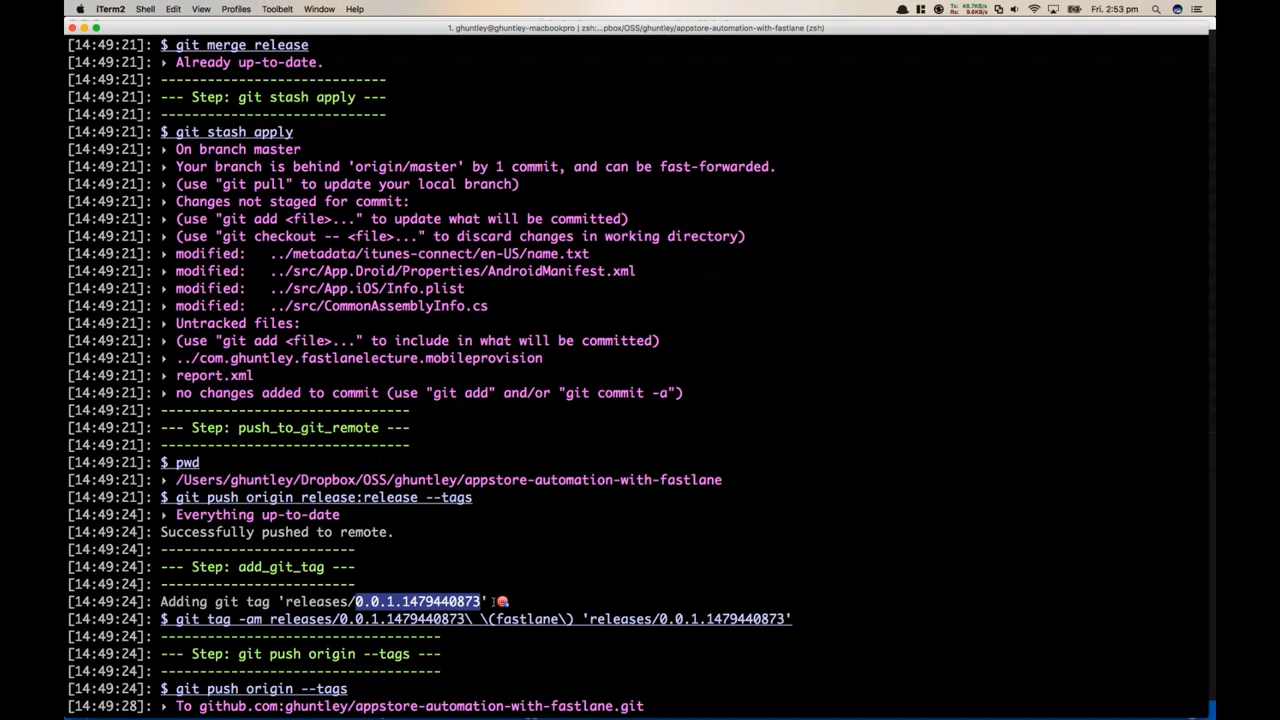 iTerm2 Shell Edit View Profiles Toolbelt Window Help Tx: 48.7KB/s Rx: 9.6KB/s Fri. 2:53 pm
1. ghuntley@ghuntley-macbookpro | zsh:...pbox/OSS/ghuntley/appstore-automation-with-fastlane (zsh)
[14:49:21]: $ git merge release
[14:49:21]: ▸ Already up-to-date.
[14:49:21]: -----------------------------
[14:49:21]: --- Step: git stash apply ---
[14:49:21]: -----------------------------
[14:49:21]: $ git stash apply
[14:49:21]: ▸ On branch master
[14:49:21]: ▸ Your branch is behind 'origin/master' by 1 commit, and can be fast-forwarded.
[14:49:21]: ▸ (use "git pull" to update your local branch)
[14:49:21]: ▸ Changes not staged for commit:
[14:49:21]: ▸ (use "git add <file>..." to update what will be committed)
[14:49:21]: ▸ (use "git checkout -- <file>..." to discard changes in working directory)
[14:49:21]: ▸ modified:   ../metadata/itunes-connect/en-US/name.txt
[14:49:21]: ▸ modified:   ../src/App.Droid/Properties/AndroidManifest.xml
[14:49:21]: ▸ modified:   ../src/App.iOS/Info.plist
[14:49:21]: ▸ modified:   ../src/CommonAssemblyInfo.cs
[14:49:21]: ▸ Untracked files:
[14:49:21]: ▸ (use "git add <file>..." to include in what will be committed)
[14:49:21]: ▸ ../com.ghuntley.fastlanelecture.mobileprovision
[14:49:21]: ▸ report.xml
[14:49:21]: ▸ no changes added to commit (use "git add" and/or "git commit -a")
[14:49:21]: --------------------------------
[14:49:21]: --- Step: push_to_git_remote ---
[14:49:21]: --------------------------------
[14:49:21]: $ pwd
[14:49:21]: ▸ /Users/ghuntley/Dropbox/OSS/ghuntley/appstore-automation-with-fastlane
[14:49:21]: $ git push origin release:release --tags
[14:49:24]: ▸ Everything up-to-date
[14:49:24]: Successfully pushed to remote.
[14:49:24]: -------------------------
[14:49:24]: --- Step: add_git_tag ---
[14:49:24]: -------------------------
[14:49:24]: Adding git tag 'releases/0.0.1.1479440873' 🎯
[14:49:24]: $ git tag -am releases/0.0.1.1479440873\ \(fastlane\) 'releases/0.0.1.1479440873'
[14:49:24]: ------------------------------------
[14:49:24]: --- Step: git push origin --tags ---
[14:49:24]: ------------------------------------
[14:49:24]: $ git push origin --tags
[14:49:28]: ▸ To github.com:ghuntley/appstore-automation-with-fastlane.git